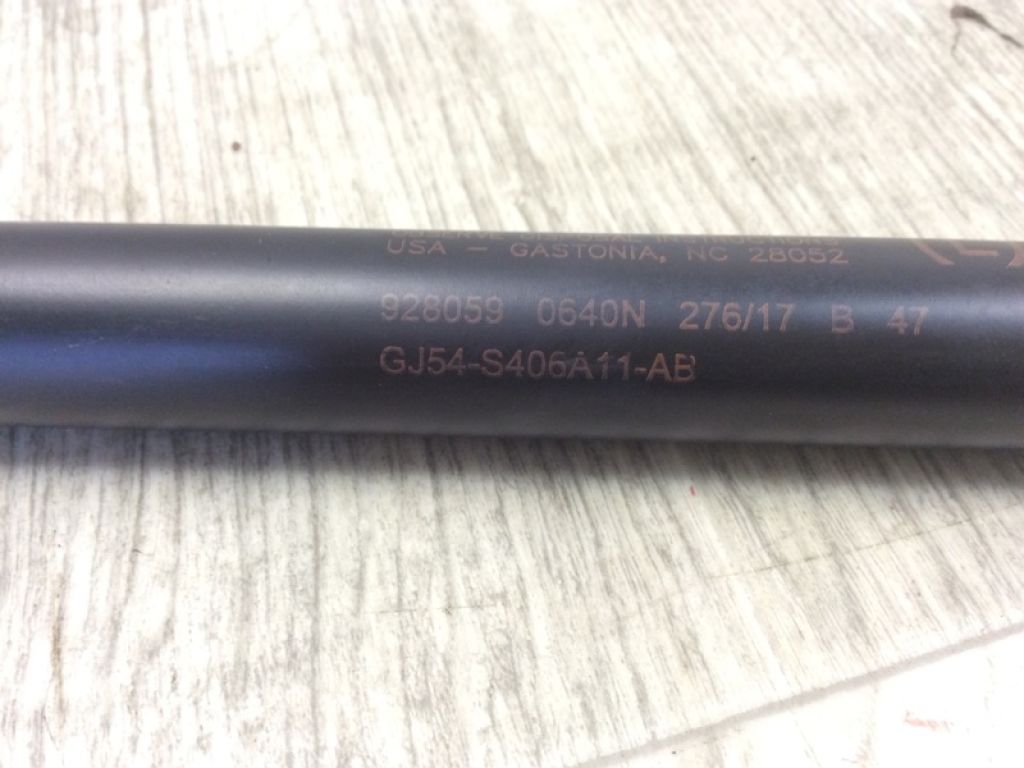 USA – GASTONIA, NC 28052
928059 0640N 276/17 B 47
GJ54-S406A11-AB